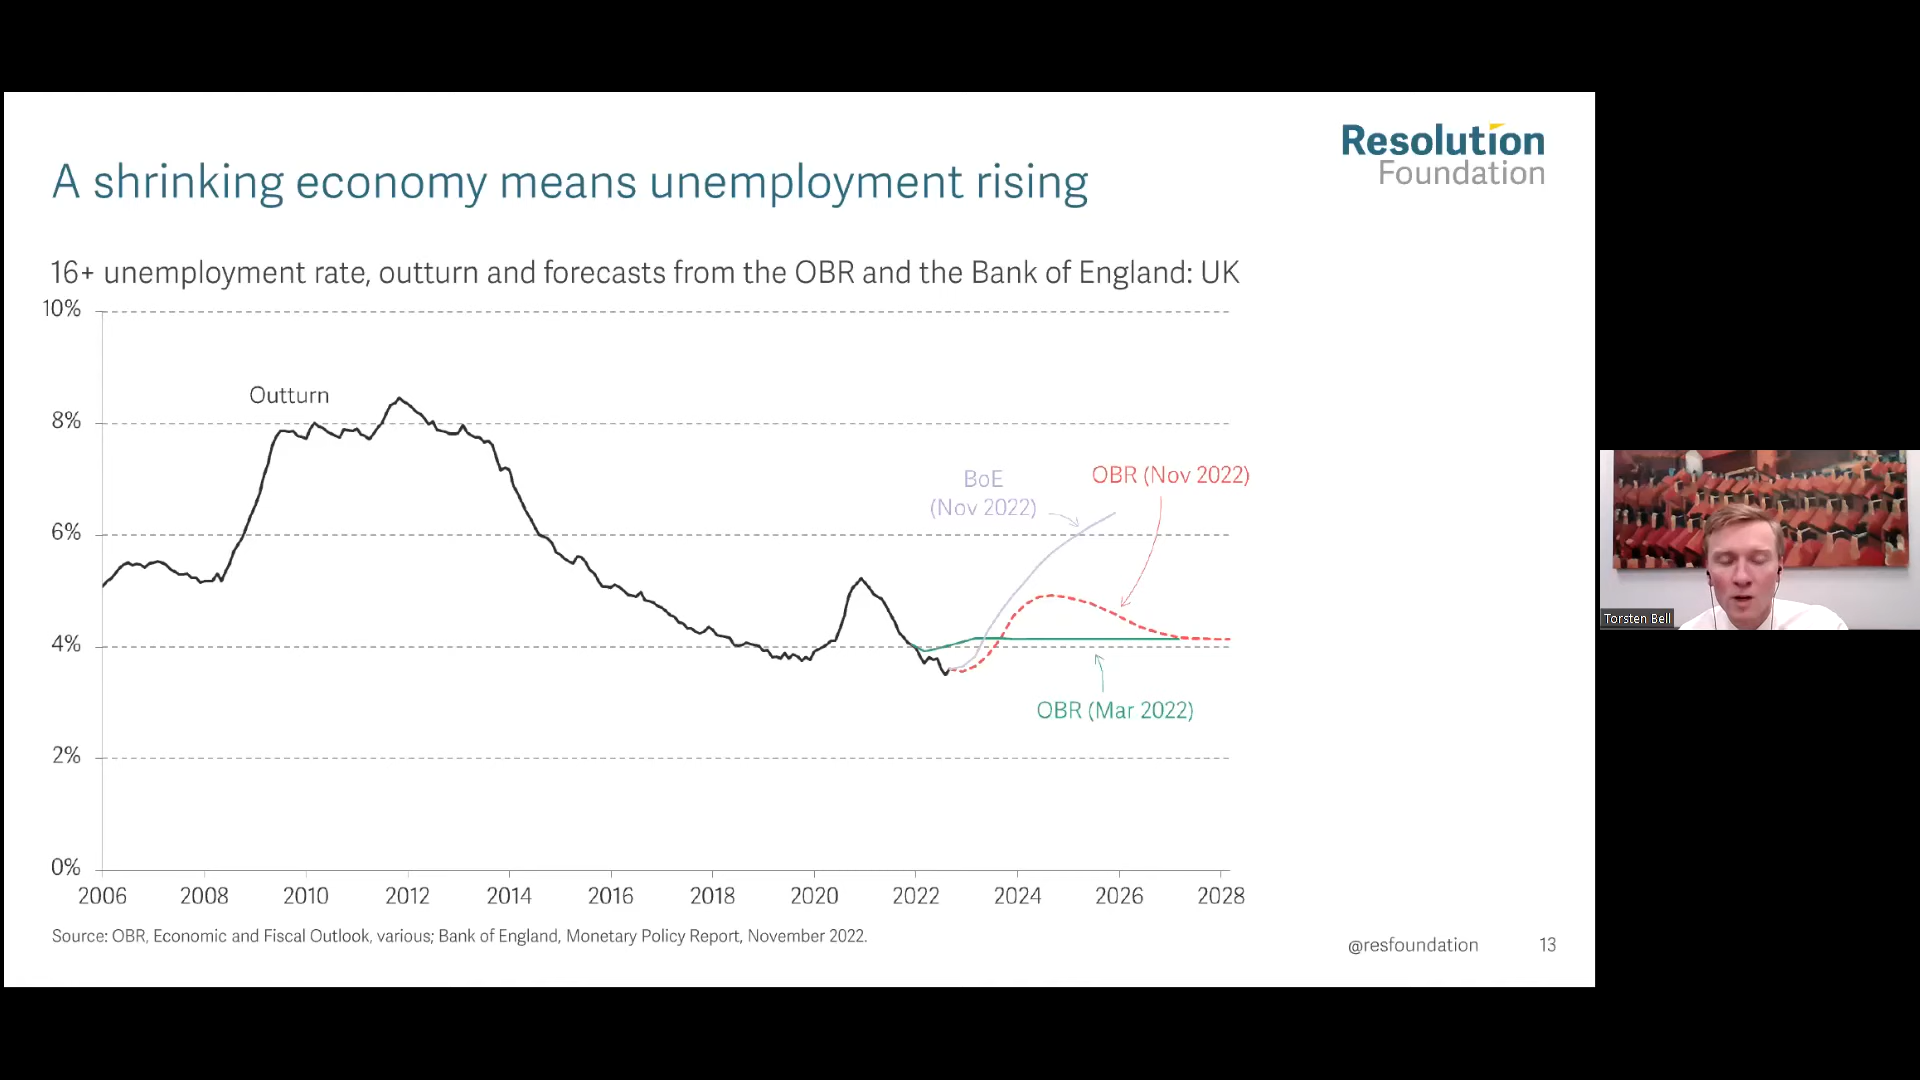 Resolution
Foundation
A shrinking economy means unemployment rising
16+ unemployment rate, outturn and forecasts from the OBR and the Bank of England: UK
10%
8%
6%
4%
2%
0%
Outturn
BoE
(Nov 2022)
OBR (Nov 2022)
OBR (Mar 2022)
2006 2008 2010 2012 2014 2016 2018 2020 2022 2024 2026 2028
Source: OBR, Economic and Fiscal Outlook, various; Bank of England, Monetary Policy Report, November 2022.
@resfoundation 13
Torsten Bell